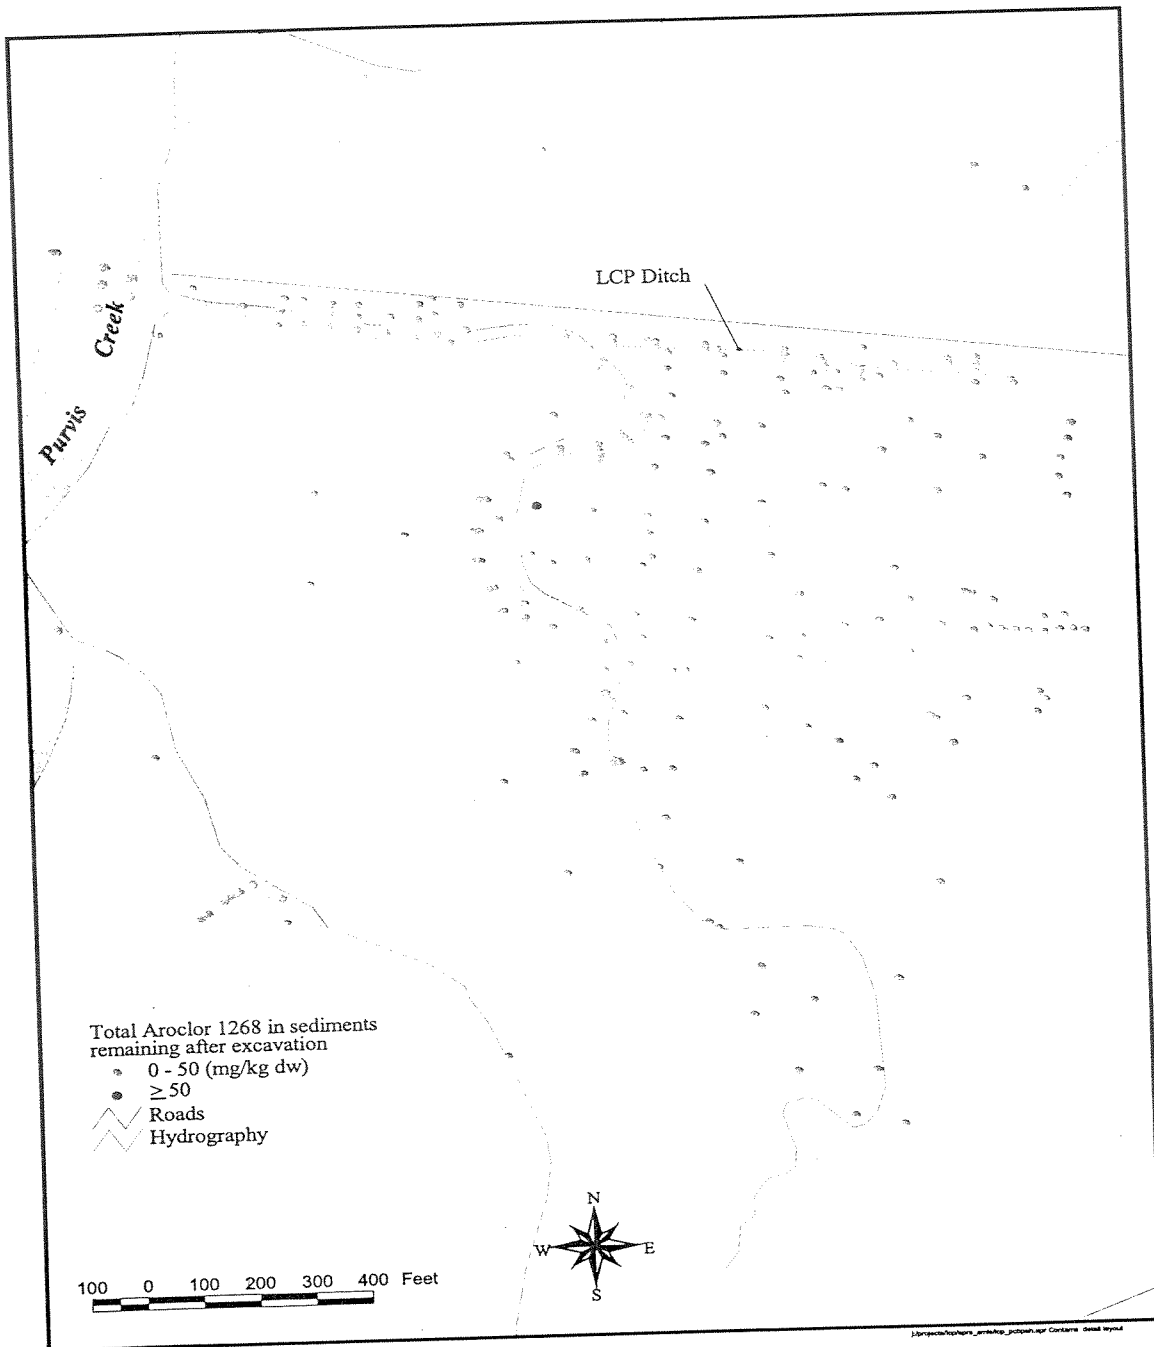 LCP Ditch
Creek
Purvis
Total Aroclor 1268 in sediments
remaining after excavation
0 - 50 (mg/kg dw)
≥50
Roads
Hydrography
N
W E
S
100 0 100 200 300 400 Feet